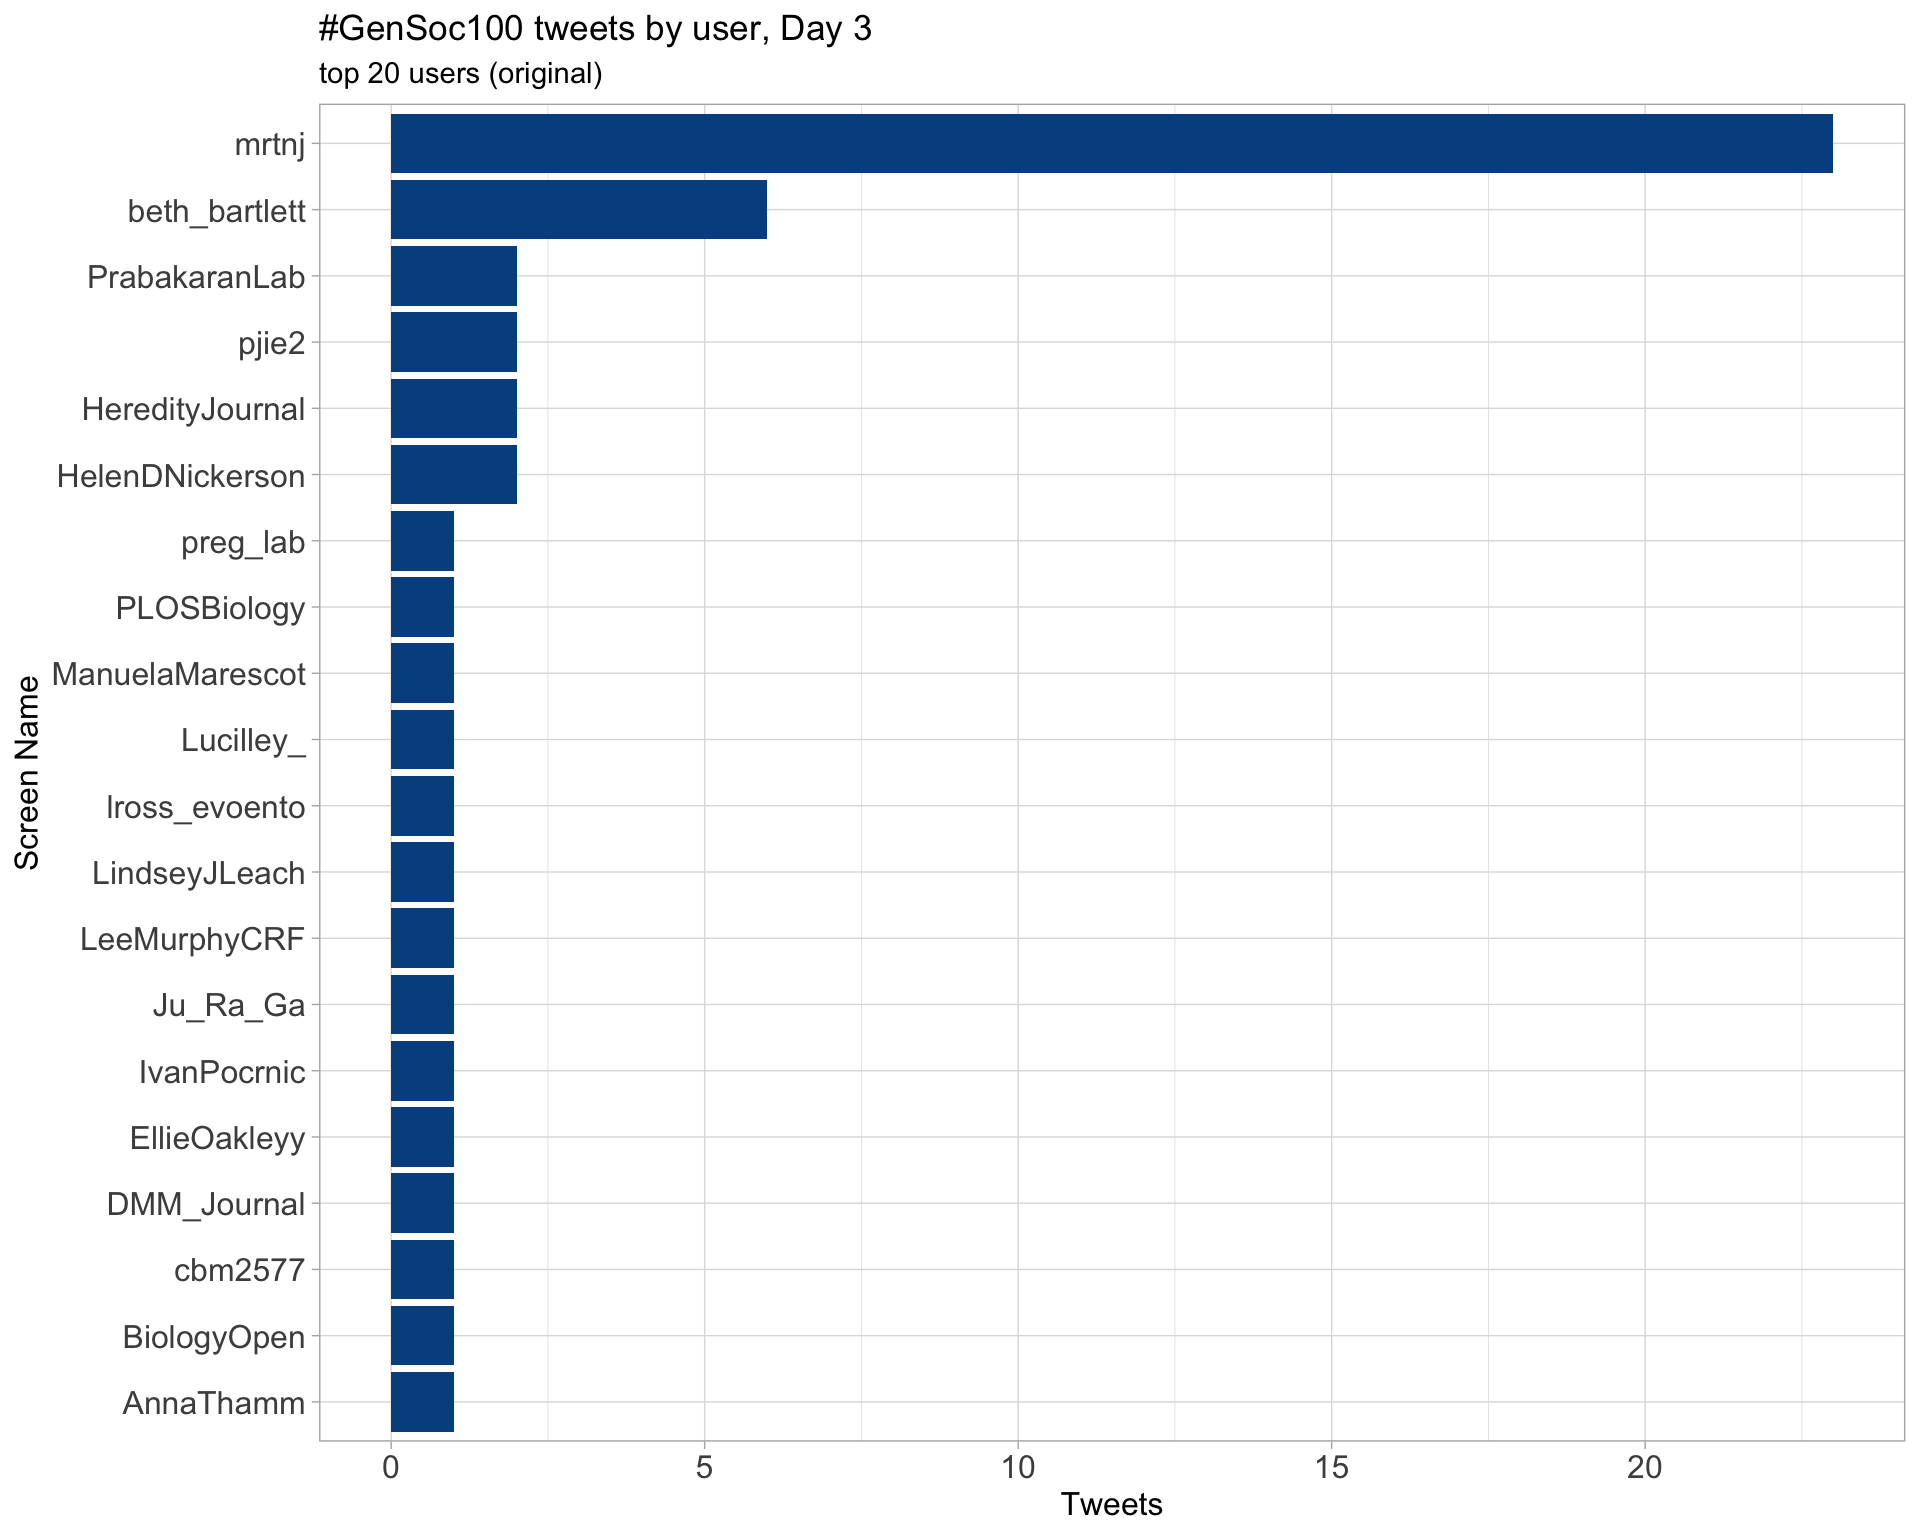 #GenSoc100 tweets by user, Day 3
top 20 users (original)
Screen Name
mrtnj
beth_bartlett
PrabakaranLab
pjie2
HeredityJournal
HelenDNickerson
preg_lab
PLOSBiology
ManuelaMarescot
Lucilley_
lross_evoento
LindseyJLeach
LeeMurphyCRF
Ju_Ra_Ga
IvanPocrnic
EllieOakleyy
DMM_Journal
cbm2577
BiologyOpen
AnnaThamm
0 5 10 15 20
Tweets